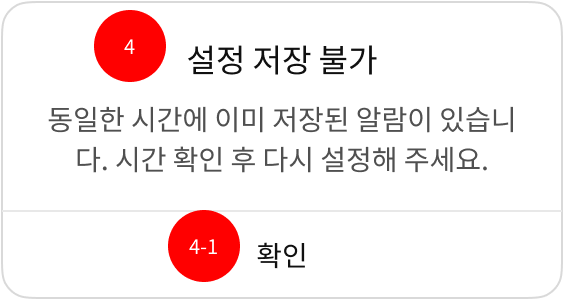 4
설정 저장 불가
동일한 시간에 이미 저장된 알람이 있습니
다. 시간 확인 후 다시 설정해 주세요.
4-1
확인